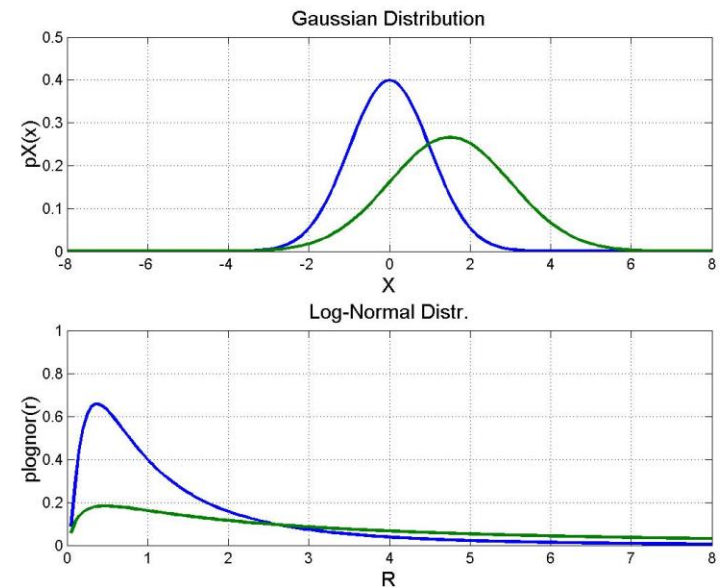 Gaussian Distribution
0.5
0.4
0.3
0.2
0.1
0
pX(x)
-8 -6 -4 -2 0 2 4 6 8
X
Log-Normal Distr.
1
0.8
0.6
0.4
0.2
0
plognor(r)
0 1 2 3 4 5 6 7 8
R